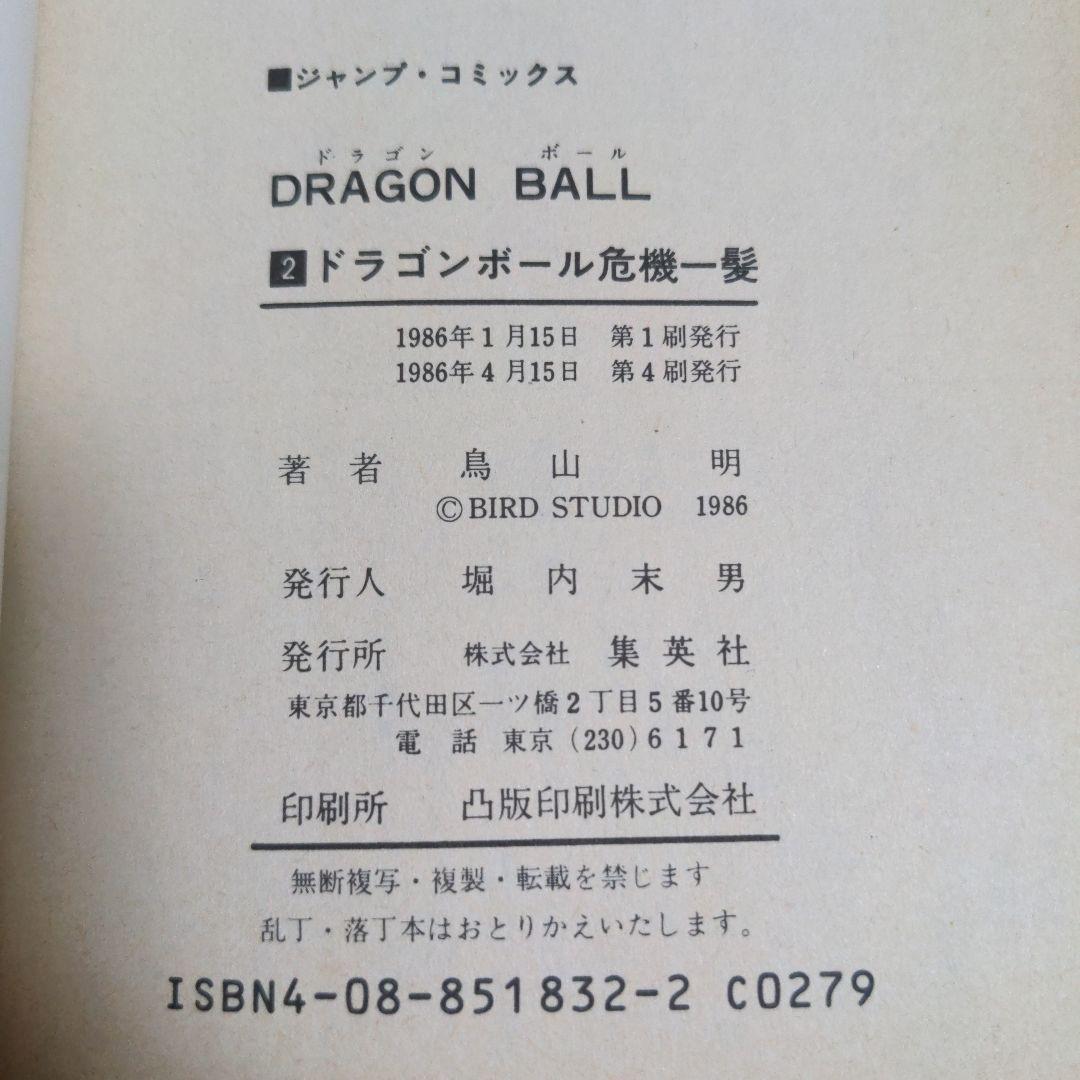 ■ジャンプ・コミックス
ドラゴン ボール
DRAGON BALL
2 ドラゴンボール危機一髪
1986年1月15日 第1刷発行
1986年4月15日 第4刷発行
著者 鳥山 明
©BIRD STUDIO 1986
発行人 堀内末男
発行所 株式会社 集英社
東京都千代田区一ツ橋2丁目5番10号
電話 東京(230)6171
印刷所 凸版印刷株式会社
無断複写・複製・転載を禁じます
乱丁・落丁本はおとりかえいたします。
ISBN4-08-851832-2 C0279